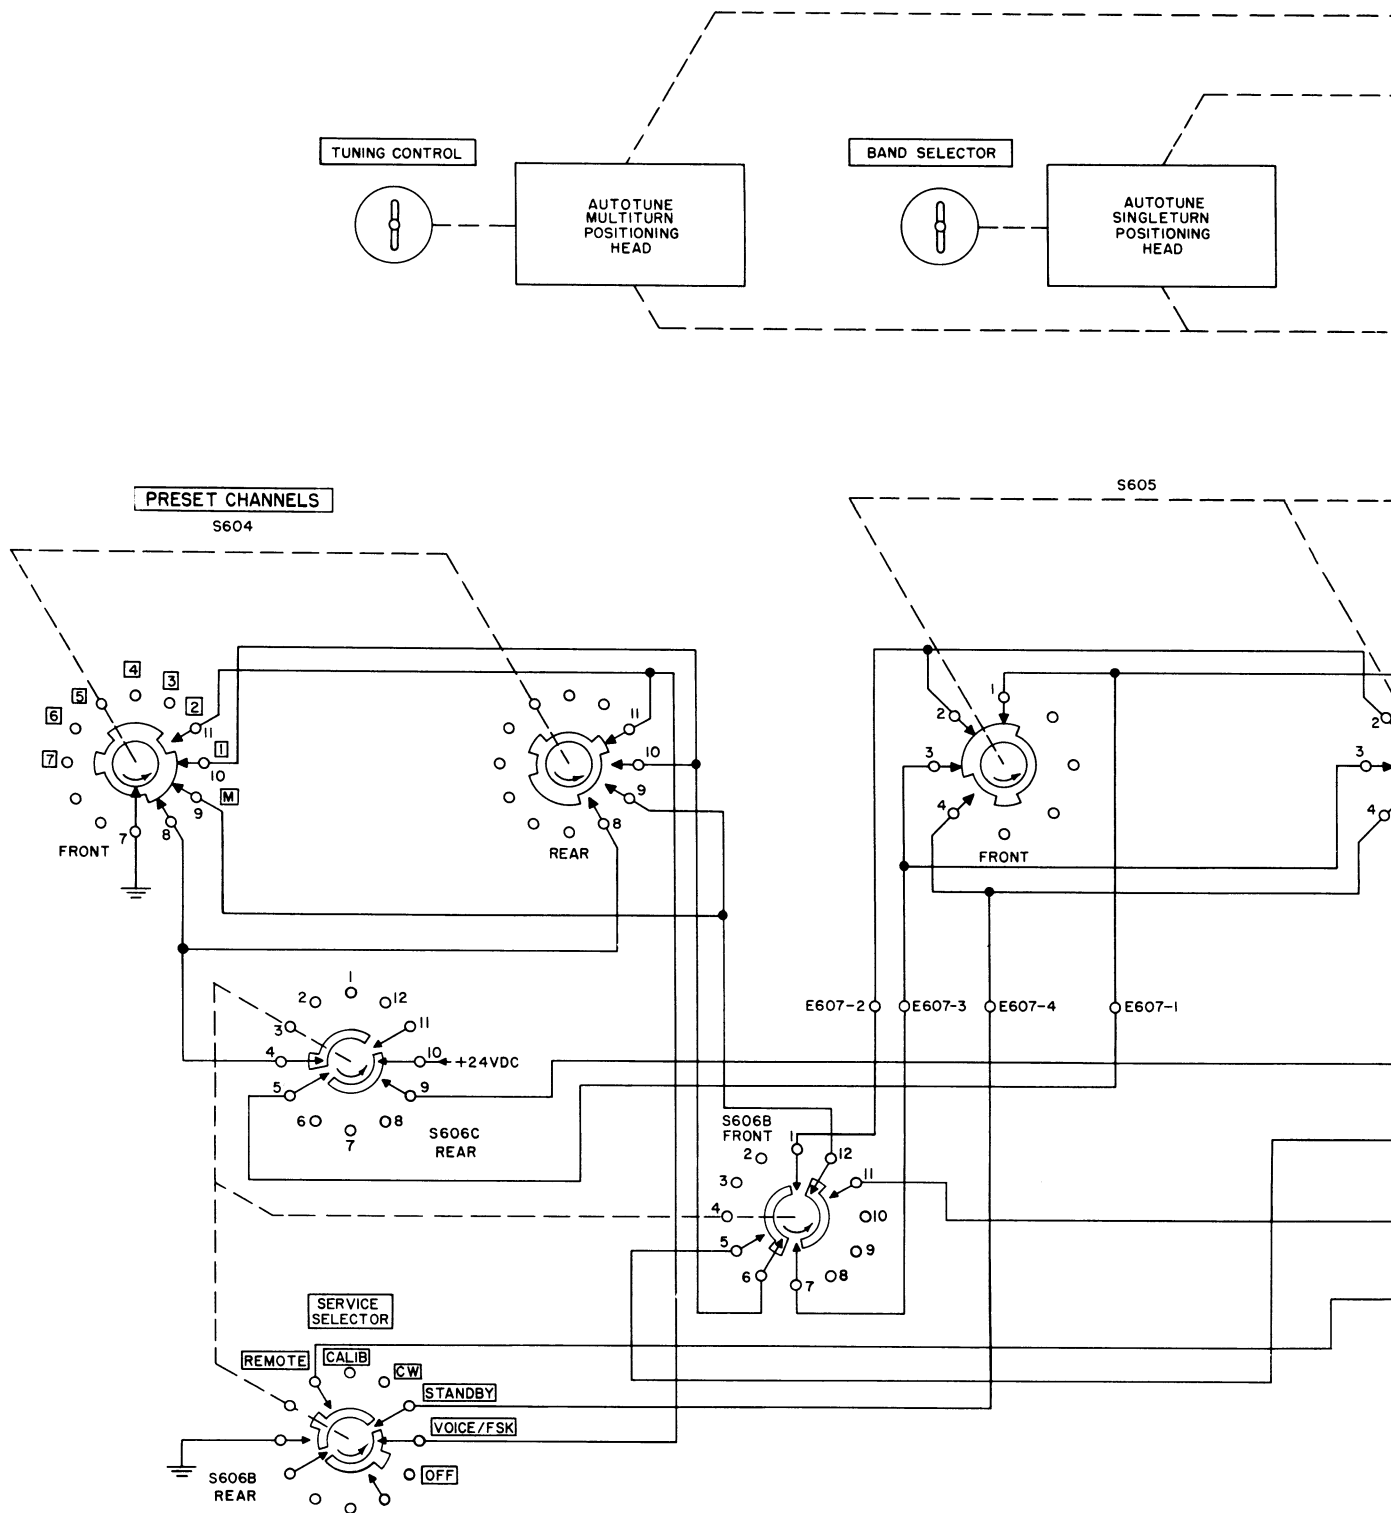 TUNING CONTROL
AUTOTUNE
MULTITURN
POSITIONING
HEAD
BAND SELECTOR
AUTOTUNE
SINGLETURN
POSITIONING
HEAD
PRESET CHANNELS
S604
S605
4
3
5
2
6
11
1
7
10
M
9
8
7
FRONT
11
10
9
8
REAR
1
2
3
4
FRONT
2
3
4
E607-2
E607-3
E607-4
E607-1
1
2
12
3
11
4
10
+24VDC
5
9
6
8
7
S606C
REAR
S606B
FRONT
1
2
12
3
11
4
10
5
9
6
8
7
SERVICE
SELECTOR
REMOTE
CALIB
CW
STANDBY
VOICE/FSK
OFF
S606B
REAR